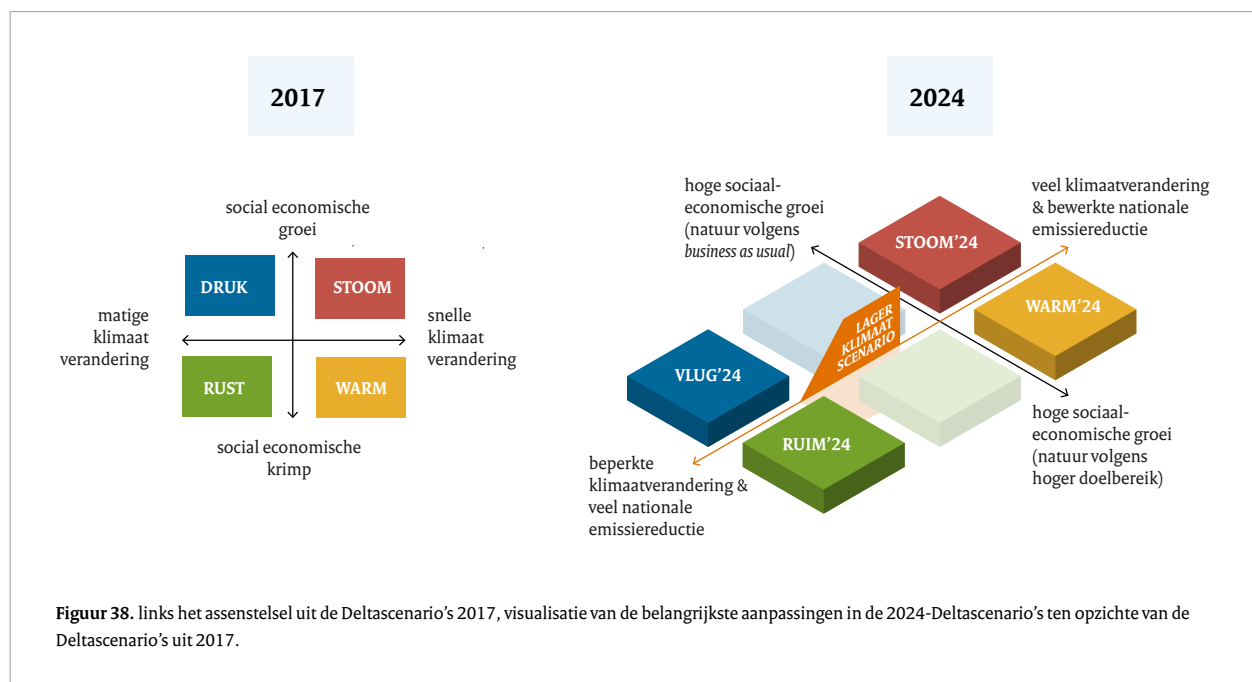 2017
social economische
groei
DRUK
STOOM
matige
klimaat
verandering
snelle
klimaat
verandering
RUST
WARM
social economische
krimp
2024
hoge sociaal-
economische groei
(natuur volgens
business as usual)
veel klimaatverandering
& bewerkte nationale
emissiereductie
STOOM’24
WARM’24
LAGER
KLIMAAT
SCENARIO
VLUG’24
RUIM’24
hoge sociaal-
economische groei
(natuur volgens
hoger doelbereik)
beperkte
klimaatverandering &
veel nationale
emissiereductie
Figuur 38. links het assenstelsel uit de Deltascenario’s 2017, visualisatie van de belangrijkste aanpassingen in de 2024-Deltascenario’s ten opzichte van de
Deltascenario’s uit 2017.